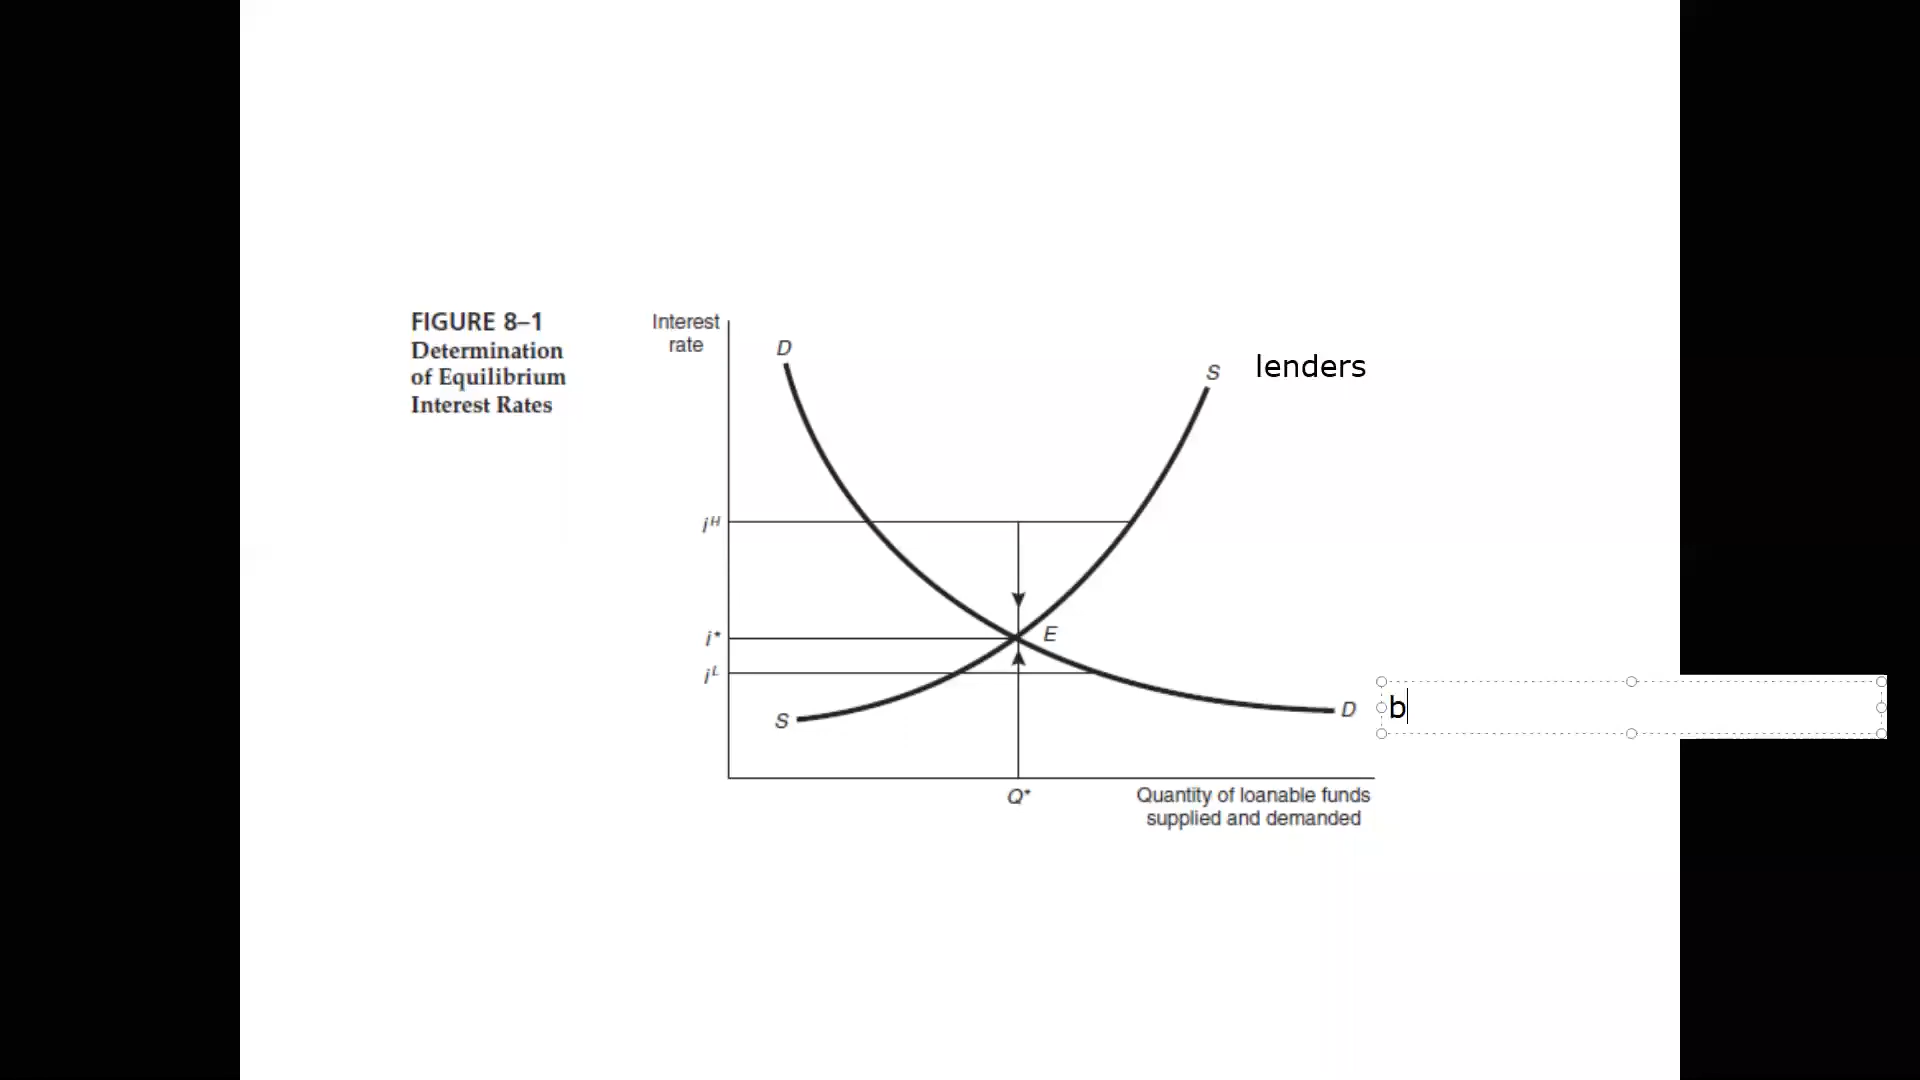 FIGURE 8–1
Determination
of Equilibrium
Interest Rates
Interest
rate
D
S
lenders
i^H
i*
E
i^L
S
D
b
Q*
Quantity of loanable funds
supplied and demanded